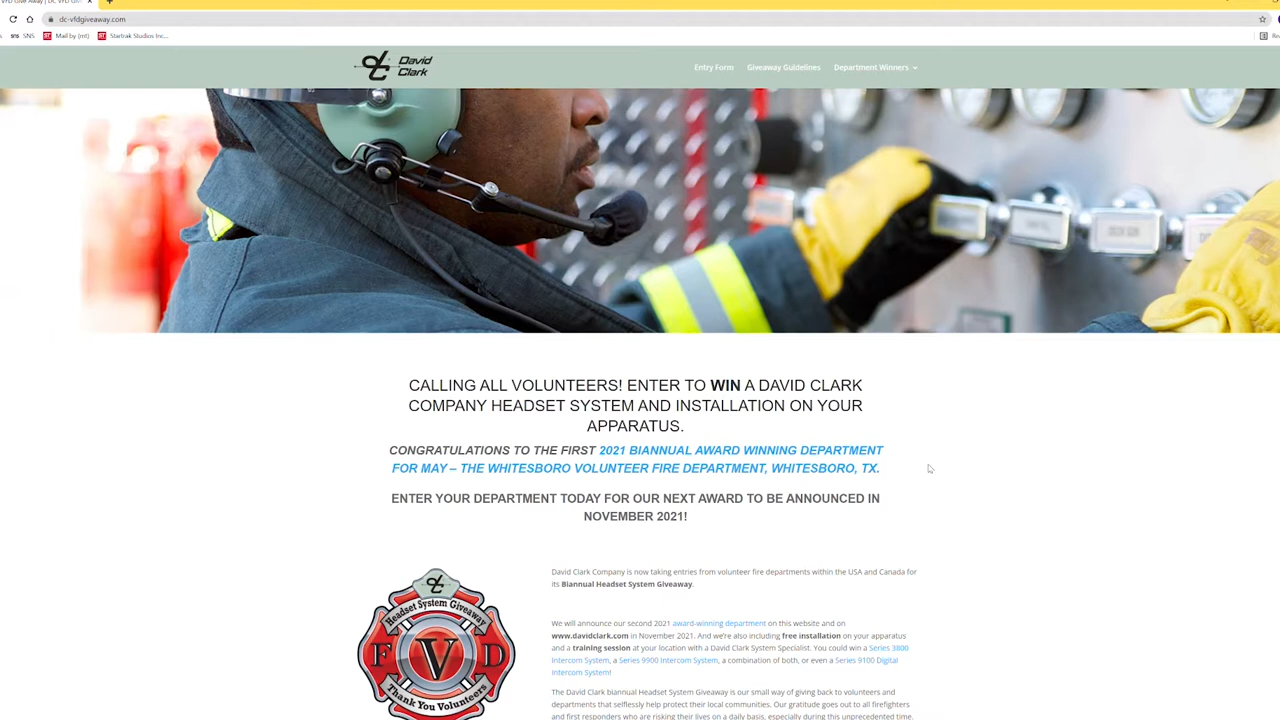 VFD Give Away | DC VFD Giv
dc-vfdgiveaway.com
SNS Mail by (mt) Startrak Studios Inc...
David
Clark
Entry Form Giveaway Guidelines Department Winners
CALLING ALL VOLUNTEERS! ENTER TO WIN A DAVID CLARK
COMPANY HEADSET SYSTEM AND INSTALLATION ON YOUR
APPARATUS.
CONGRATULATIONS TO THE FIRST 2021 BIANNUAL AWARD WINNING DEPARTMENT
FOR MAY – THE WHITESBORO VOLUNTEER FIRE DEPARTMENT, WHITESBORO, TX.
ENTER YOUR DEPARTMENT TODAY FOR OUR NEXT AWARD TO BE ANNOUNCED IN
NOVEMBER 2021!
Headset System Giveaway
F V D
Thank You Volunteers
David Clark Company is now taking entries from volunteer fire departments within the USA and Canada for
its Biannual Headset System Giveaway.
We will announce our second 2021 award-winning department on this website and on
www.davidclark.com in November 2021. And we're also including free installation on your apparatus
and a training session at your location with a David Clark System Specialist. You could win a Series 3800
Intercom System, a Series 9900 Intercom System, a combination of both, or even a Series 9100 Digital
Intercom System!
The David Clark biannual Headset System Giveaway is our small way of giving back to volunteers and
departments that selflessly help protect their local communities. Our gratitude goes out to all firefighters
and first responders who are risking their lives on a daily basis, especially during this unprecedented time.